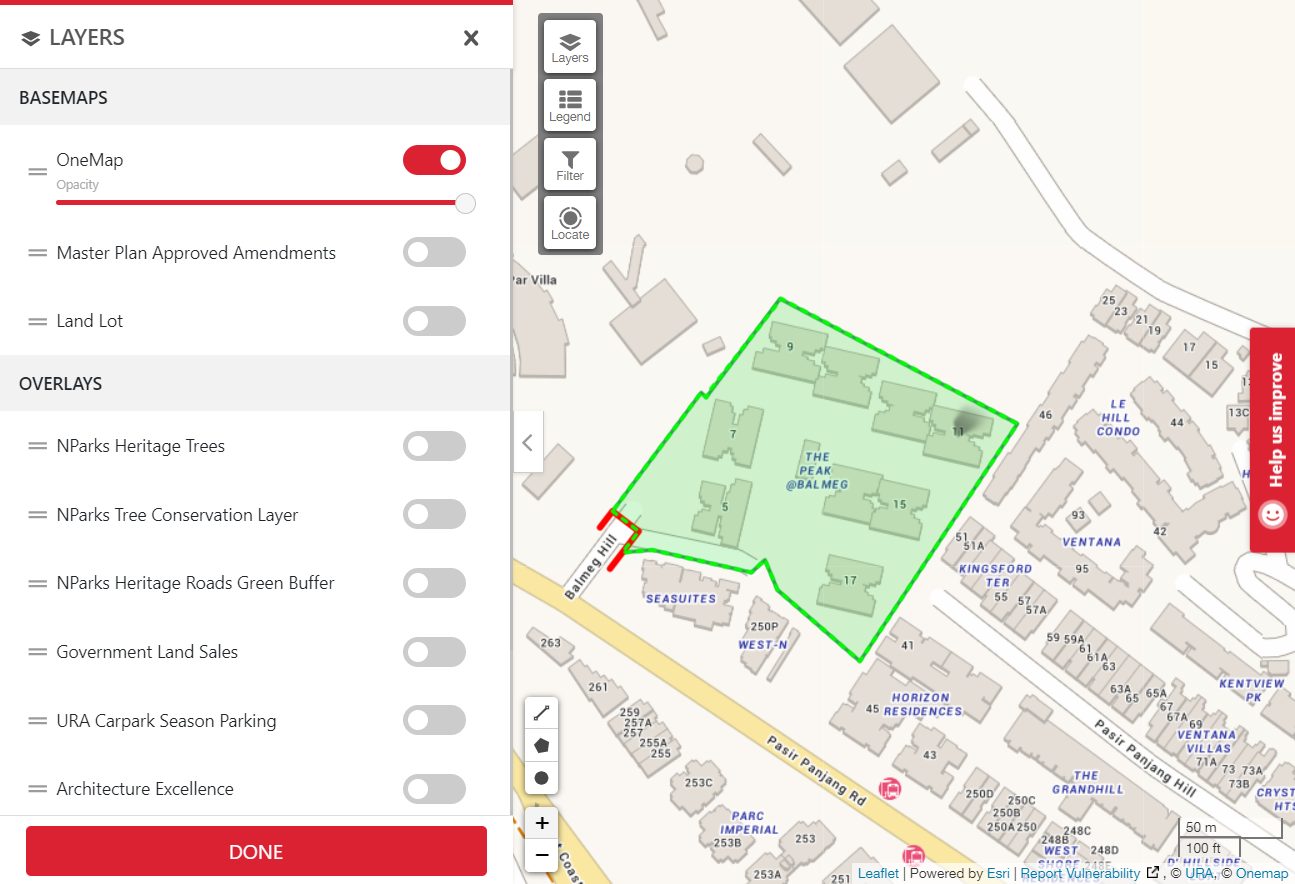 LAYERS
BASEMAPS
OneMap
Opacity
Master Plan Approved Amendments
Land Lot
OVERLAYS
NParks Heritage Trees
NParks Tree Conservation Layer
NParks Heritage Roads Green Buffer
Government Land Sales
URA Carpark Season Parking
Architecture Excellence
DONE
Layers
Legend
Filter
Locate
Par Villa
9
11
7
THE
PEAK
@BALMEG
5
15
17
Balmeg Hill
SEASUITES
250P
WEST-N
25
23
21
19
17
15
13C
46
LE
HILL
CONDO
44
93
42
VENTANA
95
51
51A
KINGSFORD
TER
55
57
57A
59
59A
61
61A
63
63A
65
65A
67
67A
69
VENTANA
VILLAS
71A
73
73A
73B
KENTVIEW
PK
CRYST
HTS
41
HORIZON
RESIDENCES
45
43
Pasir Panjang Hill
Pasir Panjang Rd
THE
GRANDHILL
263
261
259
257A
257
255A
255
253C
PARC
IMPERIAL
253B
253
253A
251
250D
250C
250B
250A
250
248C
248B
248D
248E
WEST
SHORE
RESIDENCES
D'HILLSIDE
t Coast
+
−
50 m
100 ft
Help us improve
Leaflet | Powered by Esri | Report Vulnerability , © URA, © Onemap